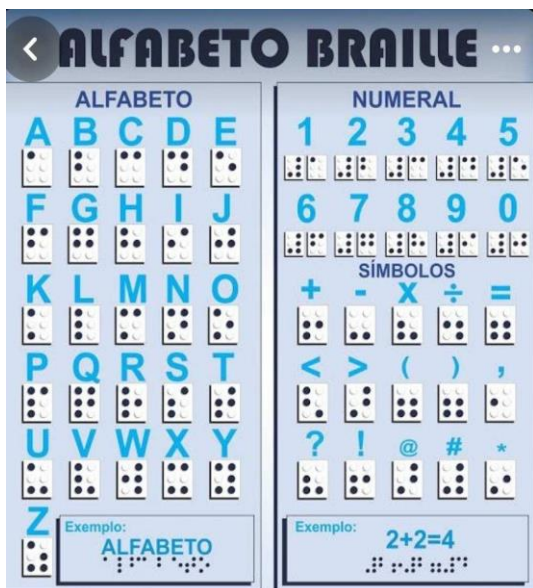 ALFABETO BRAILLE
ALFABETO
A B C D E
F G H I J
K L M N O
P Q R S T
U V W X Y
Z
Exemplo:
ALFABETO
⠁⠇⠋⠁⠃⠑⠞⠕
NUMERAL
1 2 3 4 5
6 7 8 9 0
SÍMBOLOS
+ - X ÷ =
< > ( ) ,
? ! @ # *
Exemplo:
2+2=4